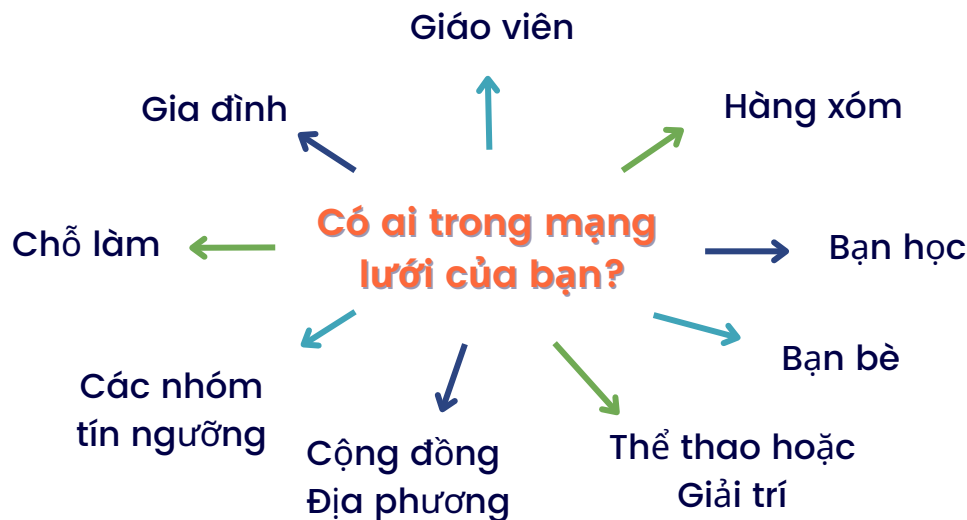 Giáo viên
Gia đình
Hàng xóm
Có ai trong mạng
lưới của bạn?
Chỗ làm
Bạn học
Bạn bè
Các nhóm
tín ngưỡng
Cộng đồng
Địa phương
Thể thao hoặc
Giải trí